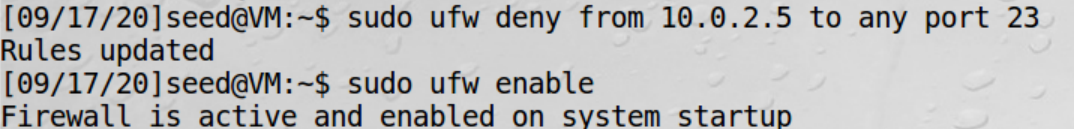 [09/17/20]seed@VM:~$ sudo ufw deny from 10.0.2.5 to any port 23
Rules updated
[09/17/20]seed@VM:~$ sudo ufw enable
Firewall is active and enabled on system startup